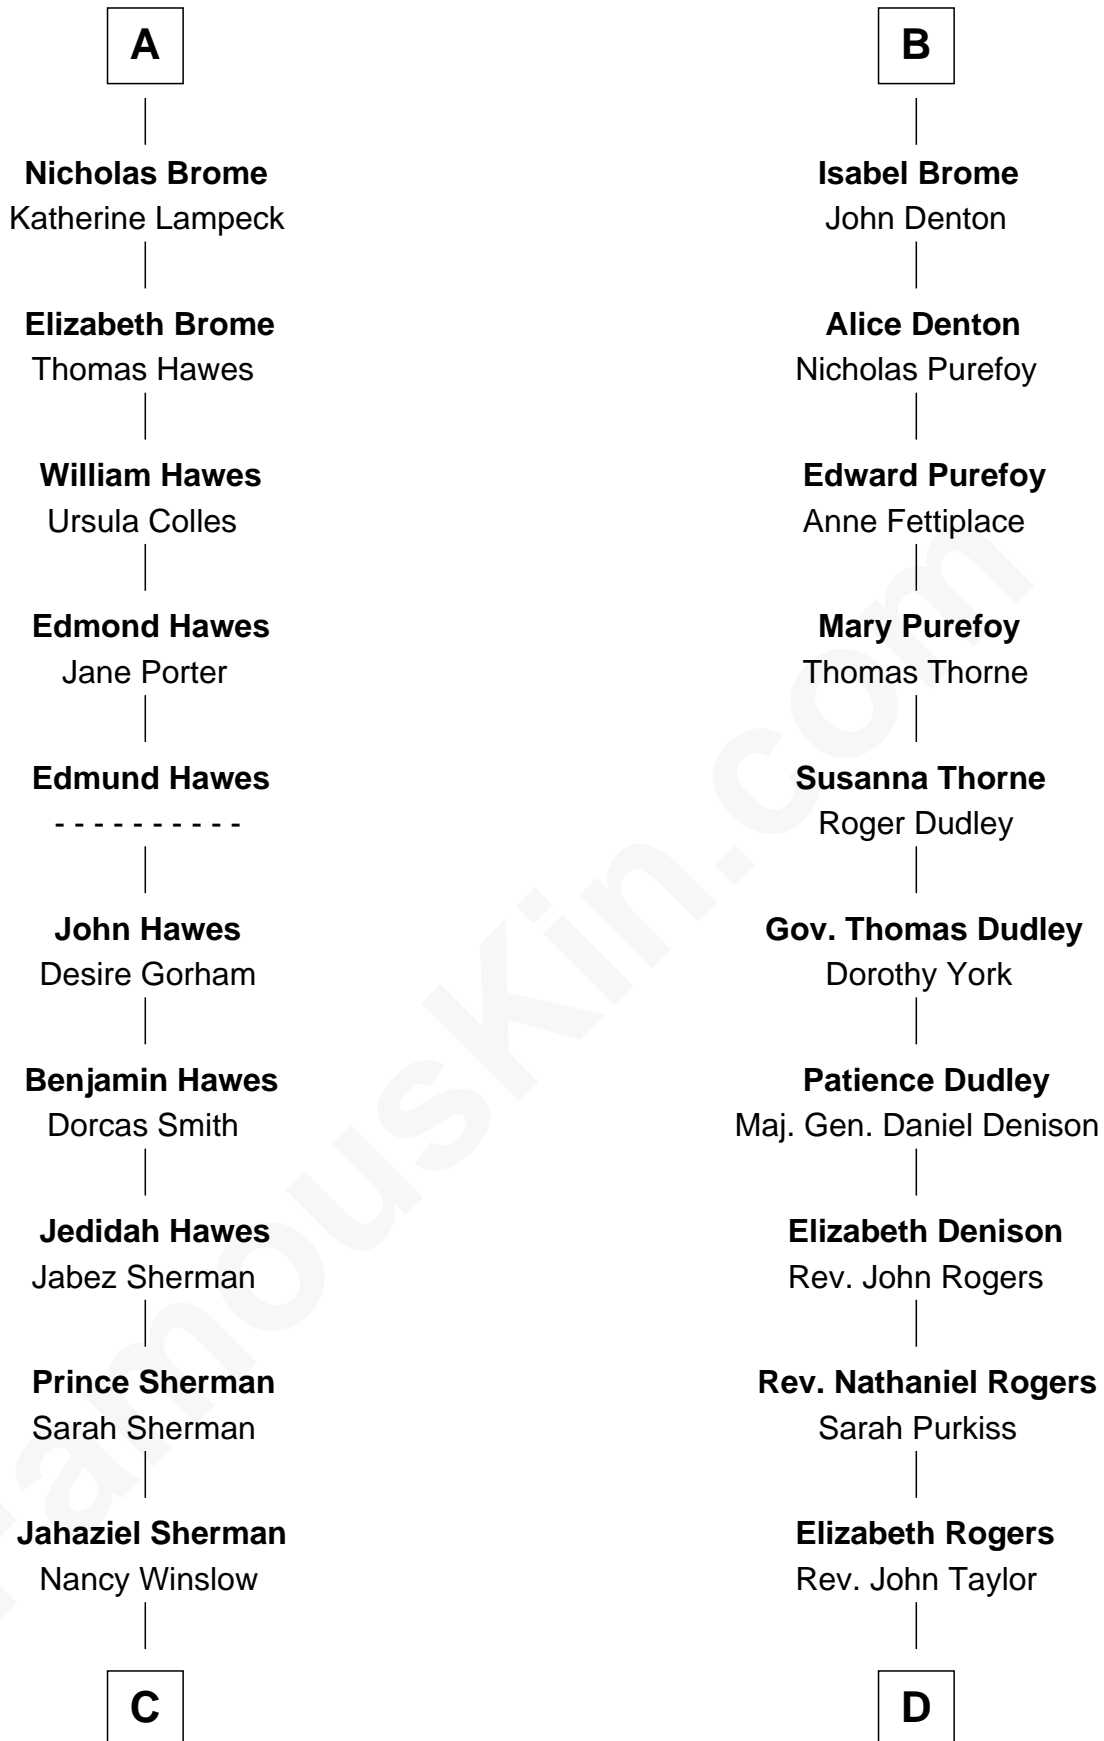 A
Nicholas Brome
Katherine Lampeck
Elizabeth Brome
Thomas Hawes
William Hawes
Ursula Colles
Edmond Hawes
Jane Porter
Edmund Hawes
- - - - - - - - - -
John Hawes
Desire Gorham
Benjamin Hawes
Dorcas Smith
Jedidah Hawes
Jabez Sherman
Prince Sherman
Sarah Sherman
Jahaziel Sherman
Nancy Winslow
C
B
Isabel Brome
John Denton
Alice Denton
Nicholas Purefoy
Edward Purefoy
Anne Fettiplace
Mary Purefoy
Thomas Thorne
Susanna Thorne
Roger Dudley
Gov. Thomas Dudley
Dorothy York
Patience Dudley
Maj. Gen. Daniel Denison
Elizabeth Denison
Rev. John Rogers
Rev. Nathaniel Rogers
Sarah Purkiss
Elizabeth Rogers
Rev. John Taylor
D
FamousKin.com